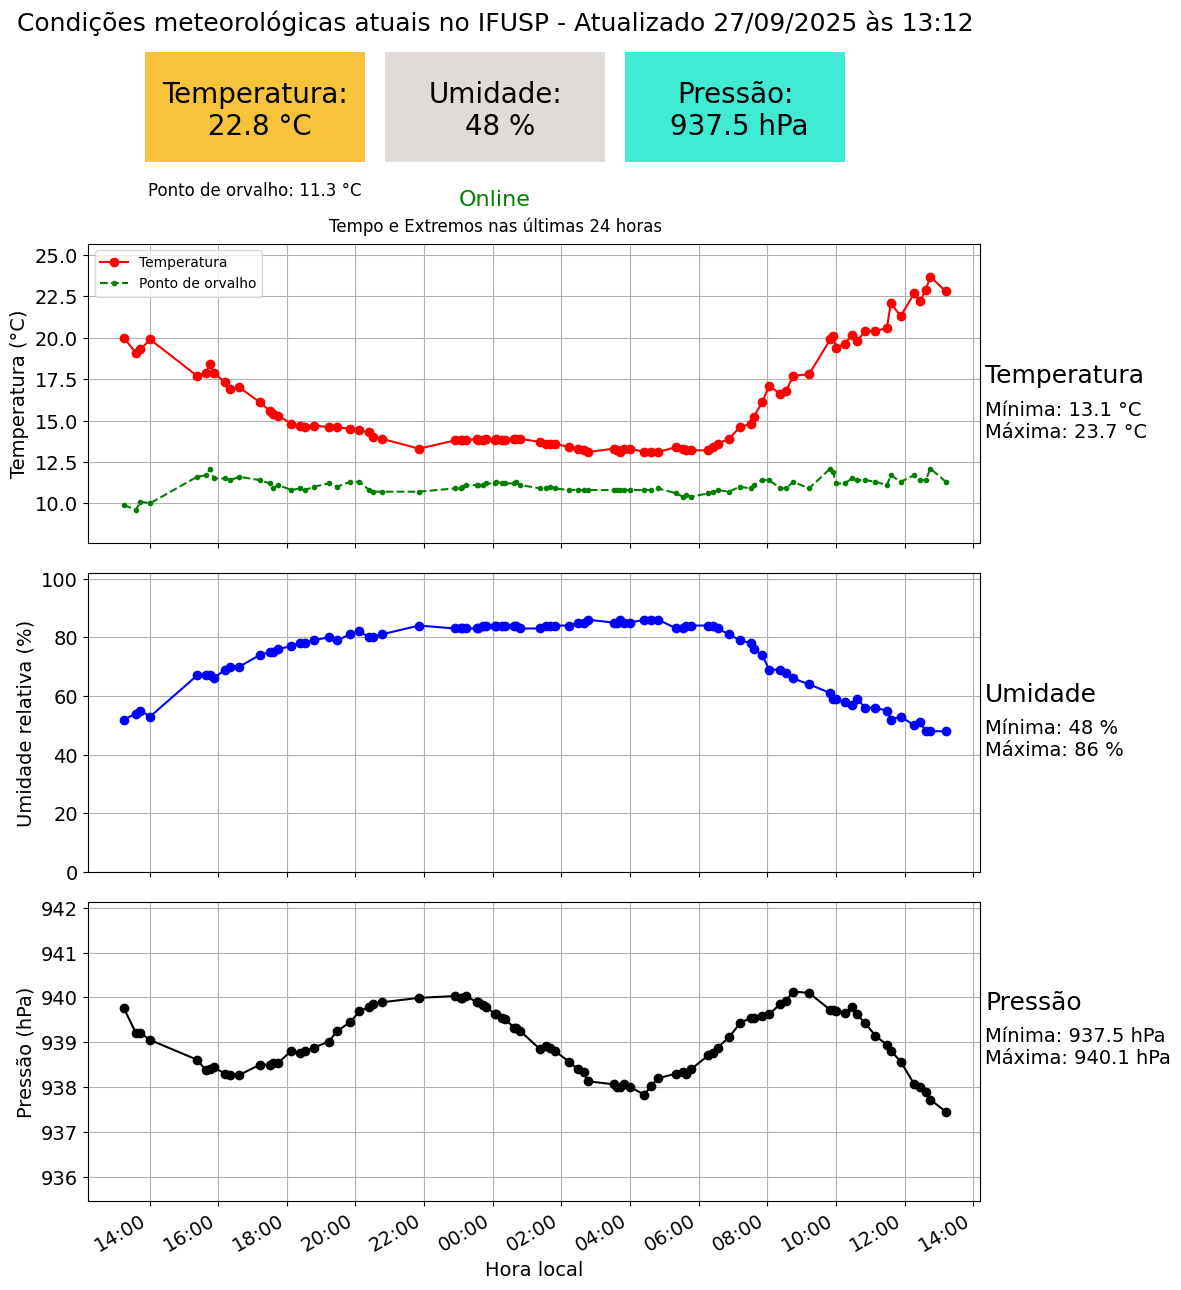 Condições meteorológicas atuais no IFUSP - Atualizado 27/09/2025 às 13:12
Temperatura:
22.8 °C
Umidade:
48 %
Pressão:
937.5 hPa
Ponto de orvalho: 11.3 °C
Online
Tempo e Extremos nas últimas 24 horas
Temperatura (°C)
25.0
22.5
20.0
17.5
15.0
12.5
10.0
Temperatura
Ponto de orvalho
Temperatura
Mínima: 13.1 °C
Máxima: 23.7 °C
Umidade relativa (%)
100
80
60
40
20
0
Umidade
Mínima: 48 %
Máxima: 86 %
Pressão (hPa)
942
941
940
939
938
937
936
Pressão
Mínima: 937.5 hPa
Máxima: 940.1 hPa
14:00
16:00
18:00
20:00
22:00
00:00
02:00
04:00
06:00
08:00
10:00
12:00
14:00
Hora local